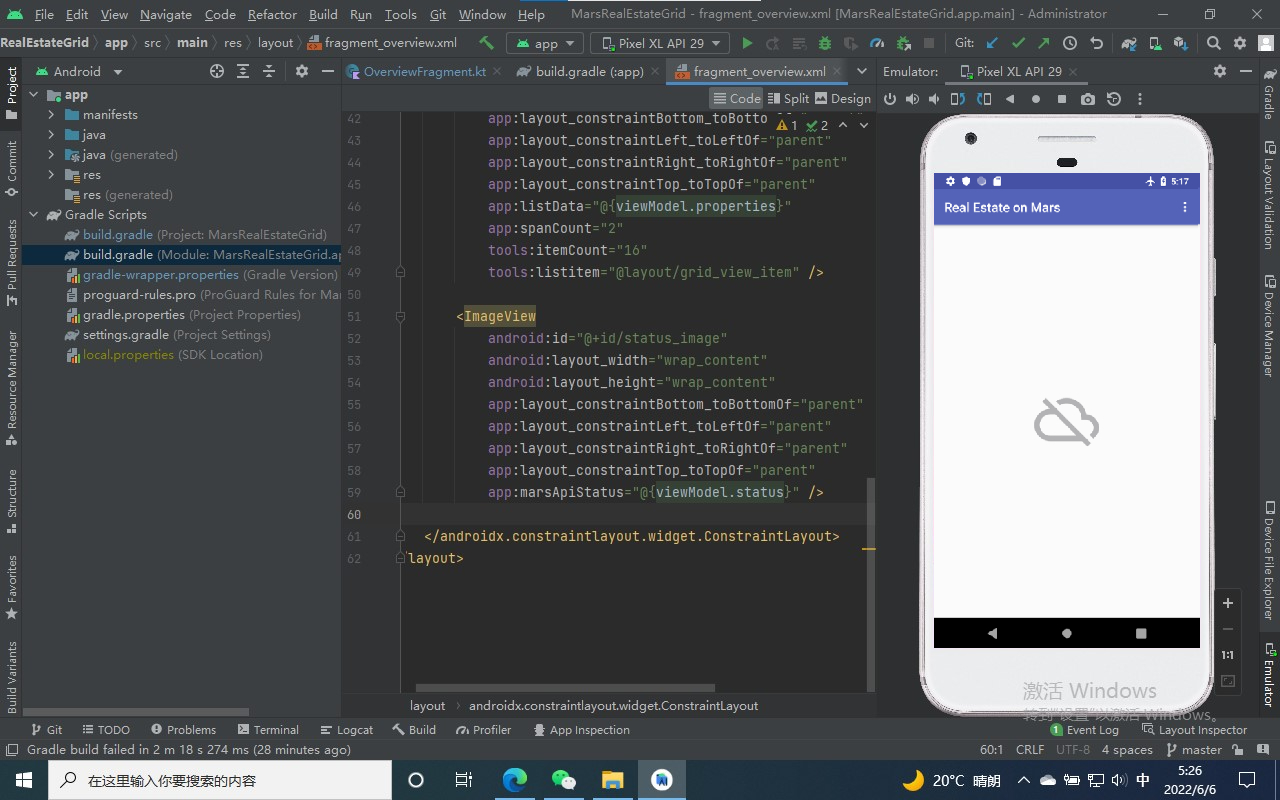 File Edit View Navigate Code Refactor Build Run Tools Git Window Help MarsRealEstateGrid - fragment_overview.xml [MarsRealEstateGrid.app.main] - Administrator
RealEstateGrid app src main res layout fragment_overview.xml app Pixel XL API 29 Git:
Project
Commit
Pull Requests
Resource Manager
Structure
Favorites
Build Variants
Android
app
manifests
java
java (generated)
res
res (generated)
Gradle Scripts
build.gradle (Project: MarsRealEstateGrid)
build.gradle (Module: MarsRealEstateGrid.ap
gradle-wrapper.properties (Gradle Version)
proguard-rules.pro (ProGuard Rules for Mar
gradle.properties (Project Properties)
settings.gradle (Project Settings)
local.properties (SDK Location)
OverviewFragment.kt build.gradle (:app) fragment_overview.xml
Code Split Design
1 2
42 app:layout_constraintBottom_toBotto
43 app:layout_constraintLeft_toLeftOf="parent"
44 app:layout_constraintRight_toRightOf="parent"
45 app:layout_constraintTop_toTopOf="parent"
46 app:listData="@{viewModel.properties}"
47 app:spanCount="2"
48 tools:itemCount="16"
49 tools:listitem="@layout/grid_view_item" />
50
51 <ImageView
52 android:id="@+id/status_image"
53 android:layout_width="wrap_content"
54 android:layout_height="wrap_content"
55 app:layout_constraintBottom_toBottomOf="parent"
56 app:layout_constraintLeft_toLeftOf="parent"
57 app:layout_constraintRight_toRightOf="parent"
58 app:layout_constraintTop_toTopOf="parent"
59 app:marsApiStatus="@{viewModel.status}" />
60
61 </androidx.constraintlayout.widget.ConstraintLayout>
62 layout>
layout androidx.constraintlayout.widget.ConstraintLayout
Emulator: Pixel XL API 29
5:17
Real Estate on Mars
1:1
激活 Windows
转到"设置"以激活 Windows。
Gradle
Layout Validation
Device Manager
Device File Explorer
Emulator
Git TODO Problems Terminal Logcat Build Profiler App Inspection 1 Event Log Layout Inspector
Gradle build failed in 2 m 18 s 274 ms (28 minutes ago) 60:1 CRLF UTF-8 4 spaces master
在这里输入你要搜索的内容 20°C 晴朗 中 5:26
2022/6/6